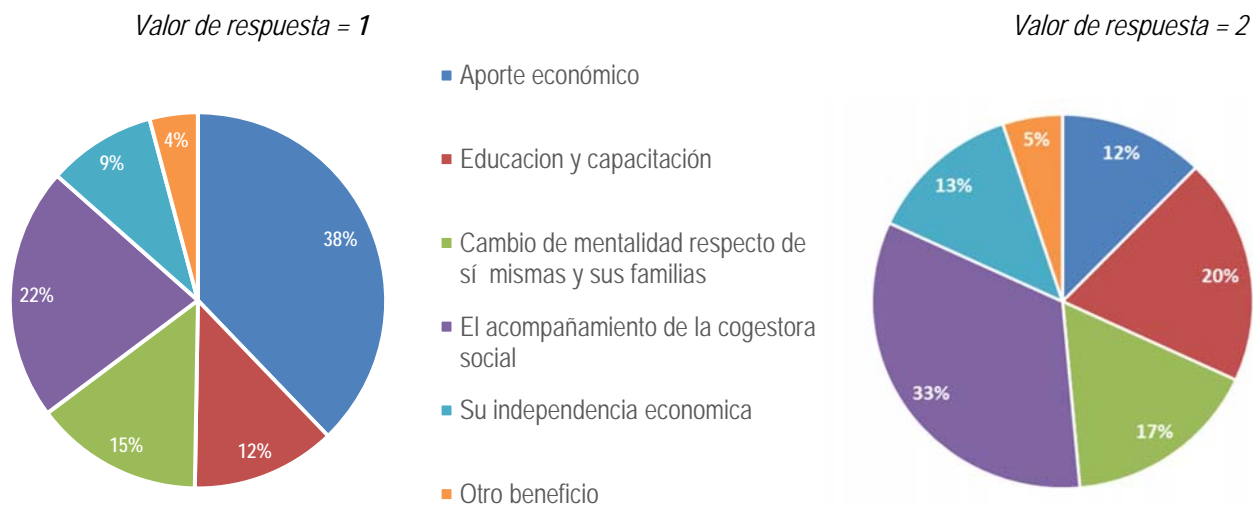 Valor de respuesta = 1
Valor de respuesta = 2
4%
9%
38%
22%
15%
12%
Aporte económico
Educacion y capacitación
Cambio de mentalidad respecto de
sí mismas y sus familias
El acompañamiento de la cogestora
social
Su independencia economica
Otro beneficio
5%
12%
13%
20%
33%
17%